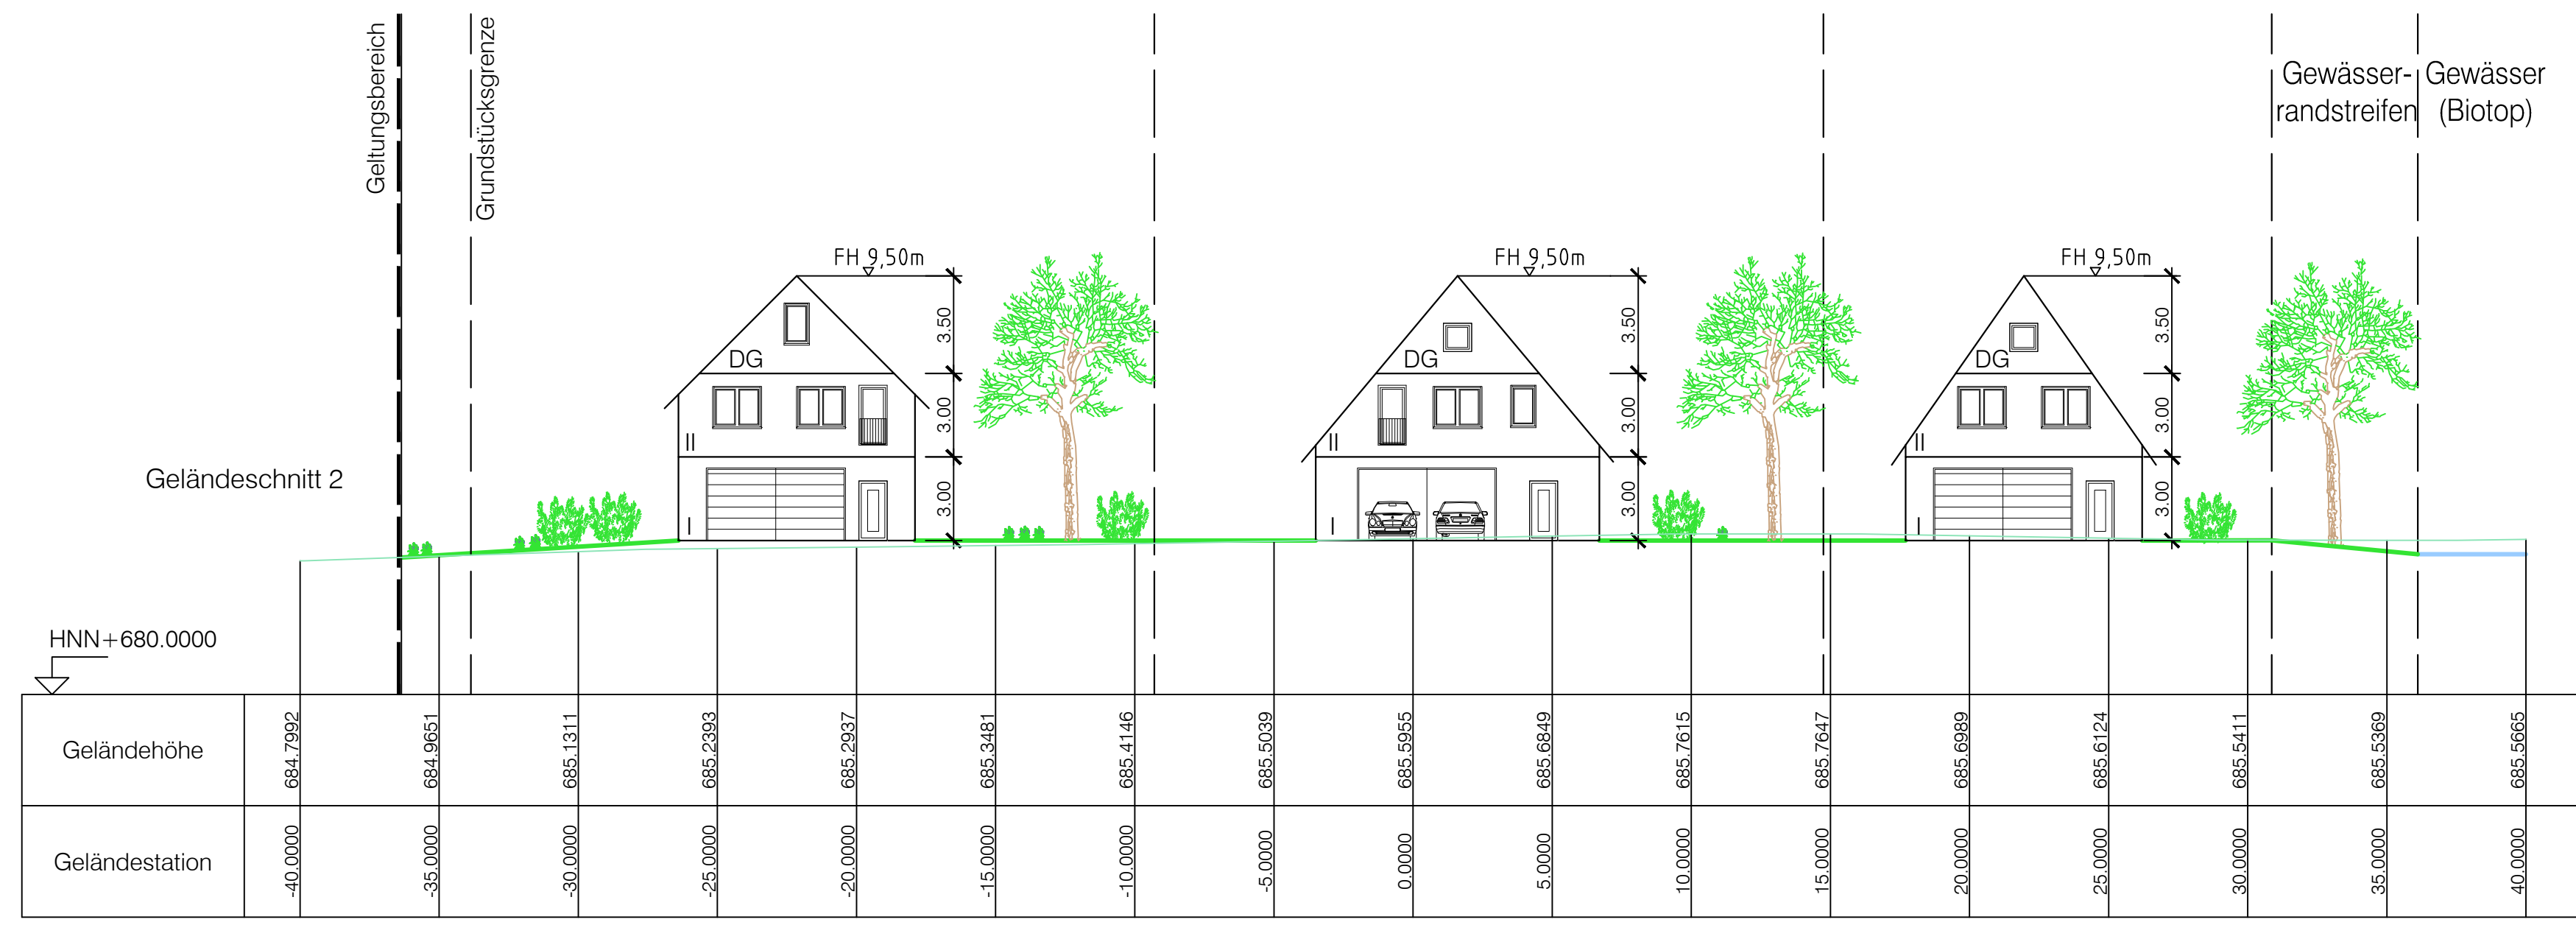 Geltungsbereich
Grundstücksgrenze
Gewässer-
randstreifen
Gewässer
(Biotop)
FH 9,50m
FH 9,50m
FH 9,50m
3.50
3.00
3.00
3.50
3.00
3.00
3.50
3.00
3.00
DG
II
I
DG
II
I
DG
II
I
Geländeschnitt 2
HNN+680.0000
Geländehöhe
684.7992
684.9651
685.1311
685.2393
685.2937
685.3481
685.4146
685.5039
685.5955
685.6849
685.7615
685.7647
685.6989
685.6124
685.5411
685.5369
685.5665
Geländestation
-40.0000
-35.0000
-30.0000
-25.0000
-20.0000
-15.0000
-10.0000
-5.0000
0.0000
5.0000
10.0000
15.0000
20.0000
25.0000
30.0000
35.0000
40.0000